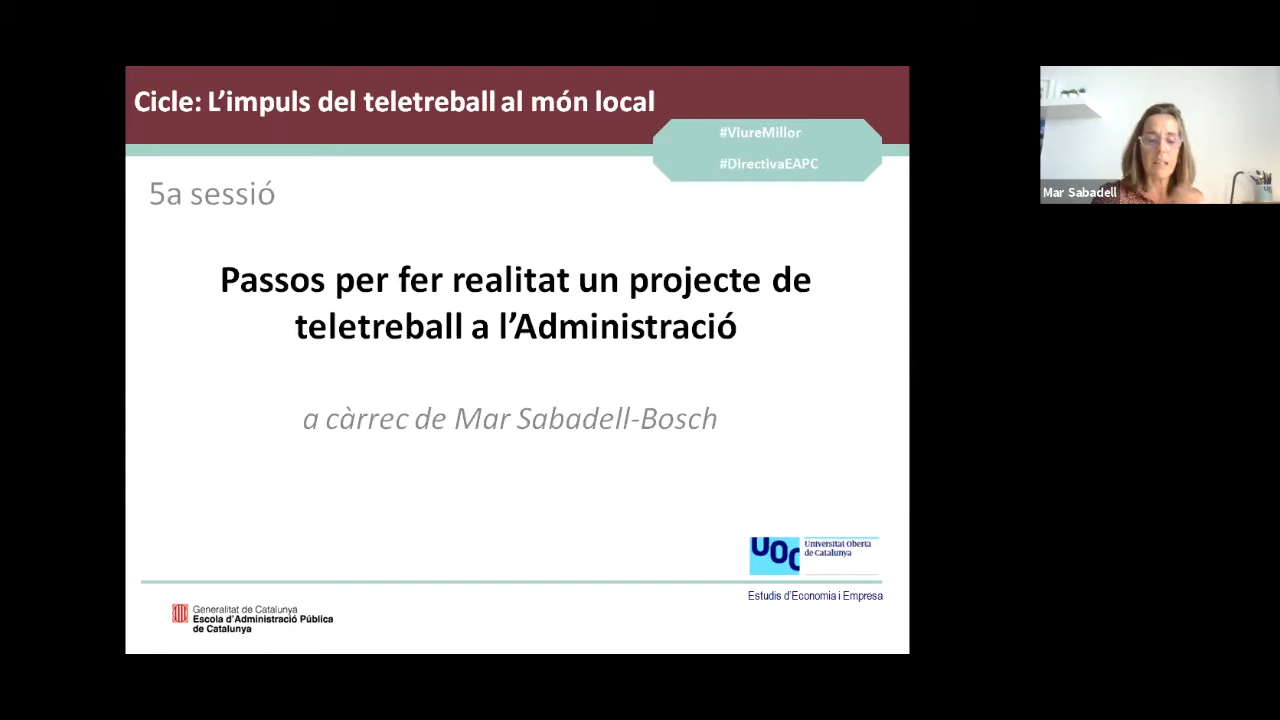 Cicle: L'impuls del teletreball al món local
#ViureMillor
#DirectivaEAPC
5a sessió
Passos per fer realitat un projecte de
teletreball a l'Administració
a càrrec de Mar Sabadell-Bosch
UOC
Universitat Oberta
de Catalunya
Estudis d'Economia i Empresa
Generalitat de Catalunya
Escola d'Administració Pública
de Catalunya
Mar Sabadell